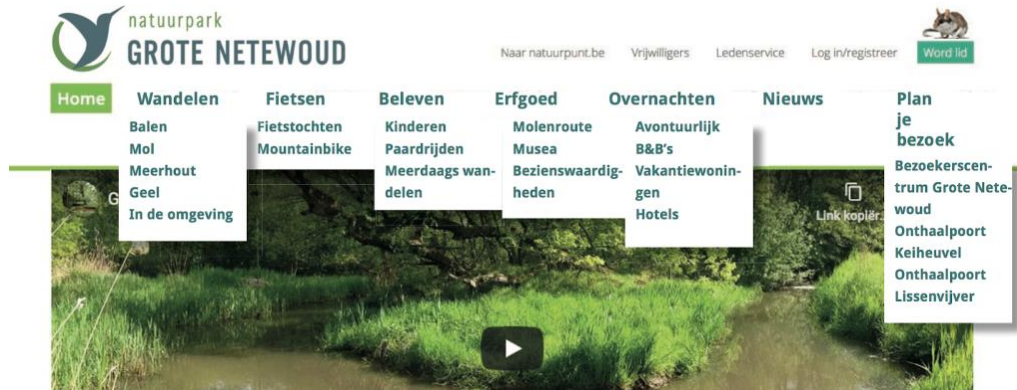 natuurpark
GROTE NETEWOUD
Naar natuurpunt.be Vrijwilligers Ledenservice Log in/registreer Word lid
Home Wandelen Fietsen Beleven Erfgoed Overnachten Nieuws Plan
je
bezoek
Balen
Mol
Meerhout
Geel
In de omgeving
Fietstochten
Mountainbike
Kinderen
Paardrijden
Meerdaags wan-
delen
Molenroute
Musea
Bezienswaardig-
heden
Avontuurlijk
B&B's
Vakantiewonin-
gen
Hotels
Bezoekerscen-
trum Grote Nete-
woud
Onthaalpoort
Keiheuvel
Onthaalpoort
Lissenvijver
G
Link kopiër...